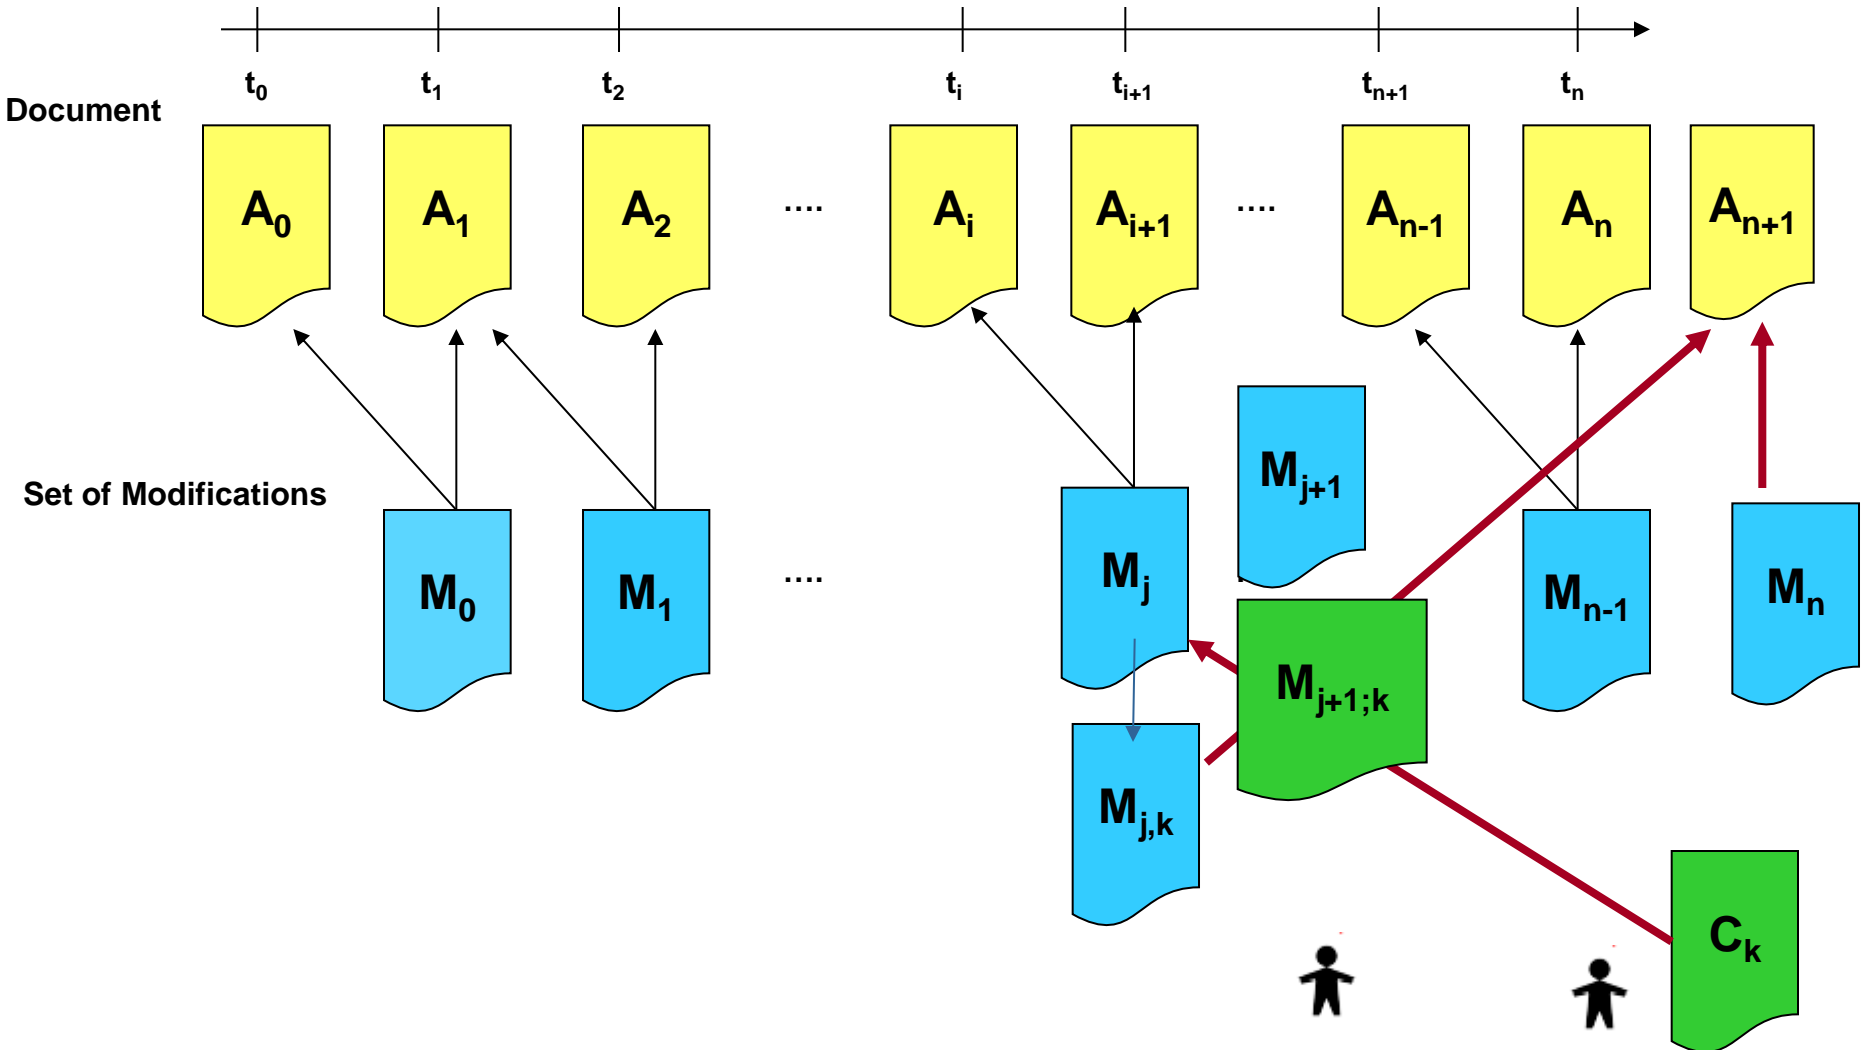 t0 t1 t2 ti ti+1 tn+1 tn
Document
A0 A1 A2 .... Ai Ai+1 .... An-1 An An+1
Mj+1
Set of Modifications
M0 M1 .... Mj Mn-1 Mn
Mj+1;k
Mj,k
Ck